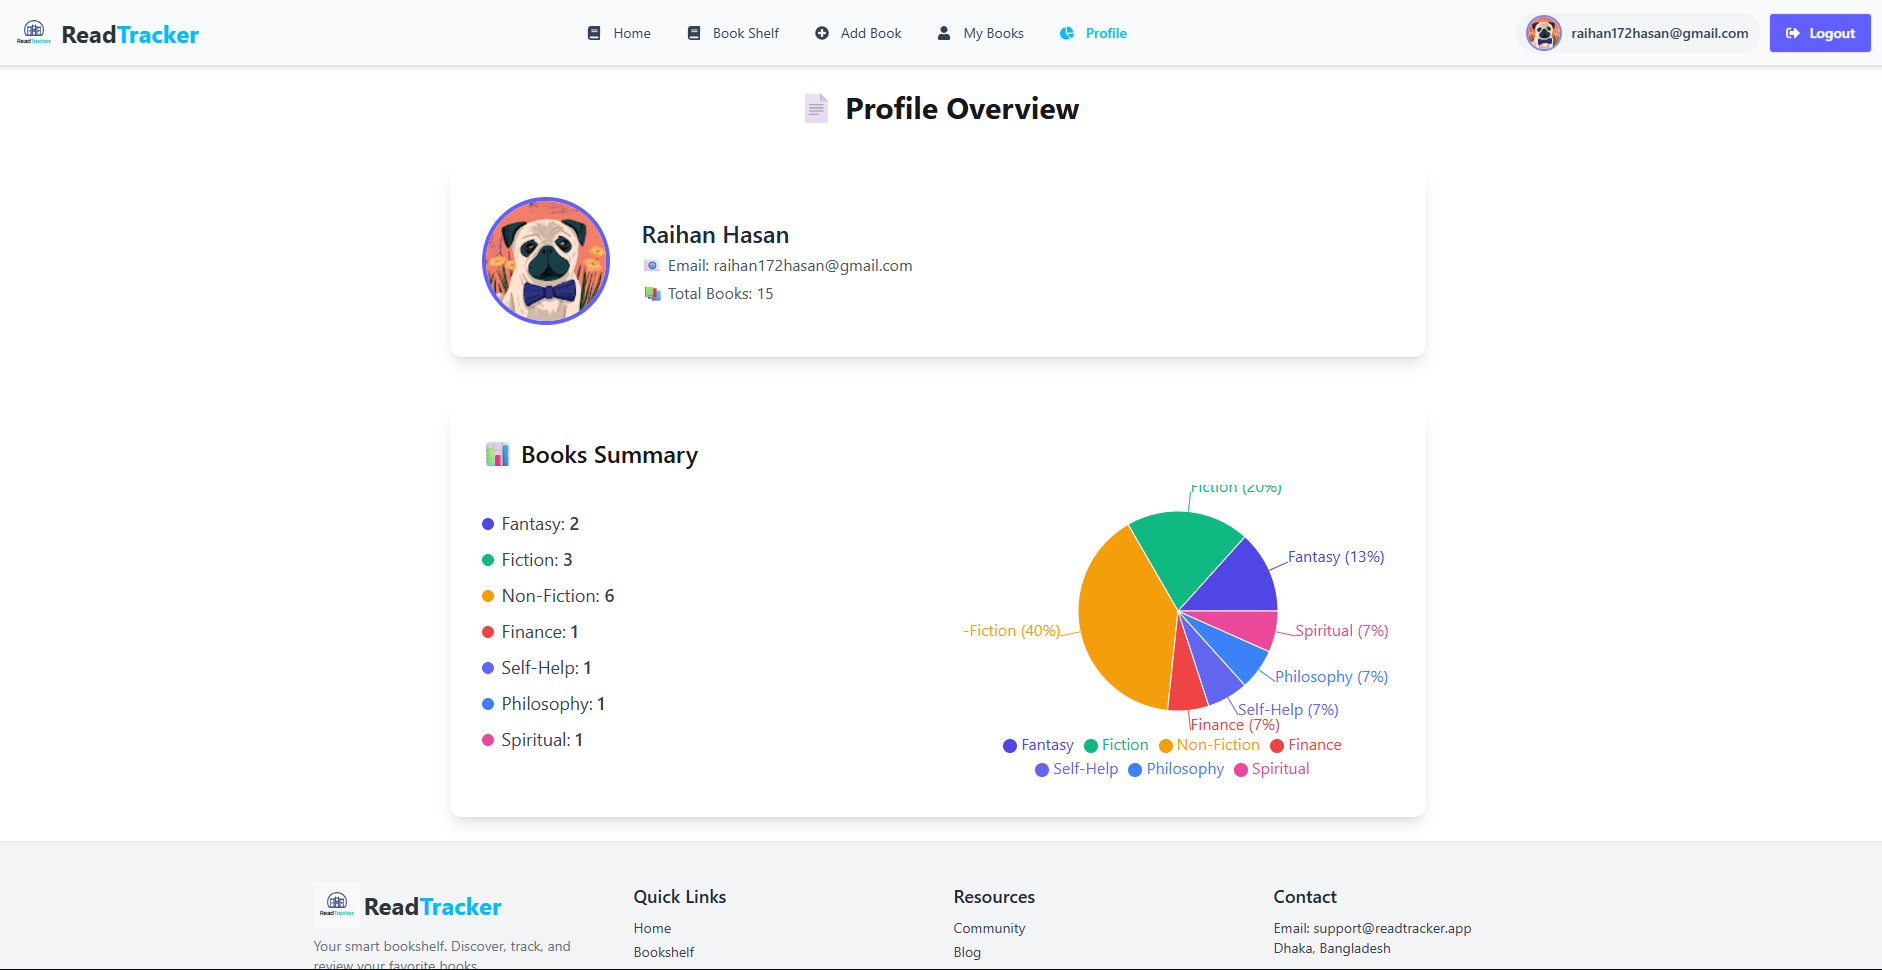 ReadTracker
ReadTracker
Home
Book Shelf
Add Book
My Books
Profile
raihan172hasan@gmail.com
Logout
Profile Overview
Raihan Hasan
Email: raihan172hasan@gmail.com
Total Books: 15
Books Summary
Fantasy: 2
Fiction: 3
Non-Fiction: 6
Finance: 1
Self-Help: 1
Philosophy: 1
Spiritual: 1
Fiction (20%)
Fantasy (13%)
-Fiction (40%)
Spiritual (7%)
Philosophy (7%)
Self-Help (7%)
Finance (7%)
Fantasy Fiction Non-Fiction Finance
Self-Help Philosophy Spiritual
ReadTracker
ReadTracker
Your smart bookshelf. Discover, track, and
review your favorite books
Quick Links
Home
Bookshelf
Resources
Community
Blog
Contact
Email: support@readtracker.app
Dhaka, Bangladesh